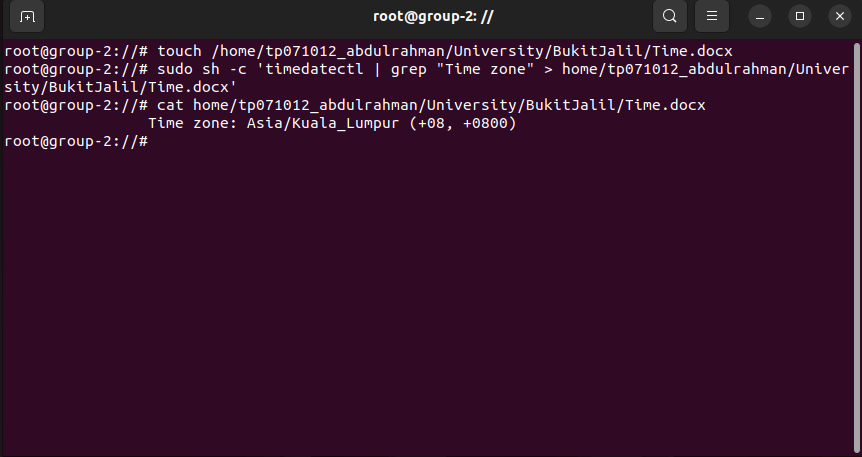 root@group-2: //
root@group-2://# touch /home/tp071012_abdulrahman/University/BukitJalil/Time.docx
root@group-2://# sudo sh -c 'timedatectl | grep "Time zone" > home/tp071012_abdulrahman/Univer
sity/BukitJalil/Time.docx'
root@group-2://# cat home/tp071012_abdulrahman/University/BukitJalil/Time.docx
                Time zone: Asia/Kuala_Lumpur (+08, +0800)
root@group-2://#